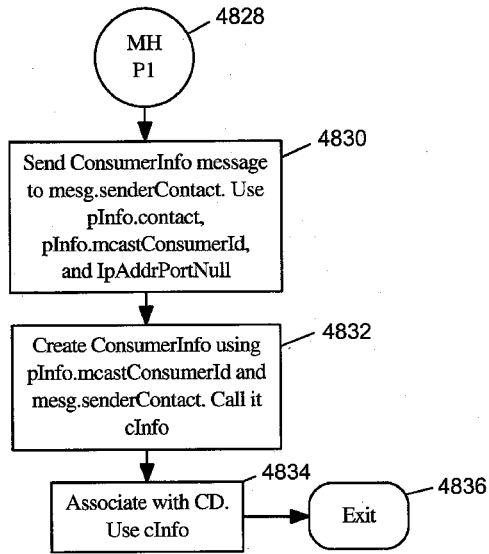 4828
MH
P1
4830
Send ConsumerInfo message
to mesg.senderContact. Use
pInfo.contact,
pInfo.mcastConsumerId,
and IpAddrPortNull
4832
Create ConsumerInfo using
pInfo.mcastConsumerId and
mesg.senderContact. Call it
cInfo
4834
Associate with CD.
Use cInfo
4836
Exit